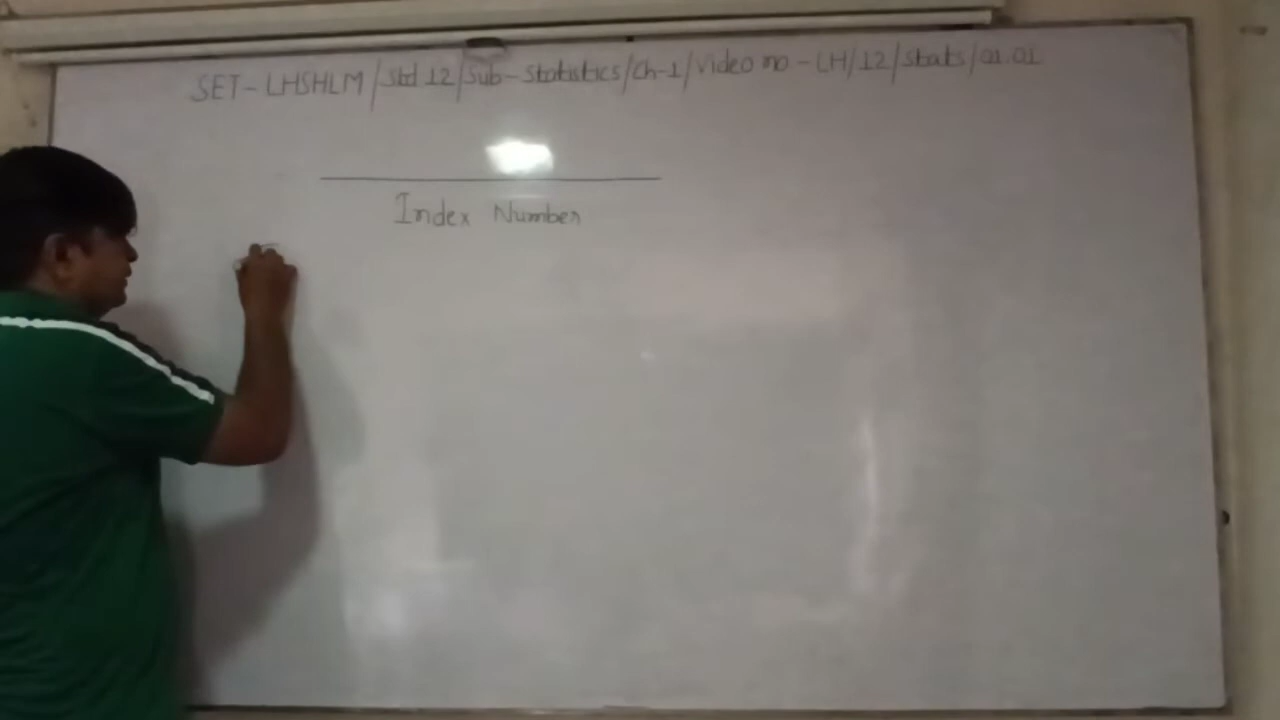 SET - LHSHLM / Std 12 / Sub - Statistics / Ch-1 / Video no - LH / 12 / Stats / 01.01
Index Number